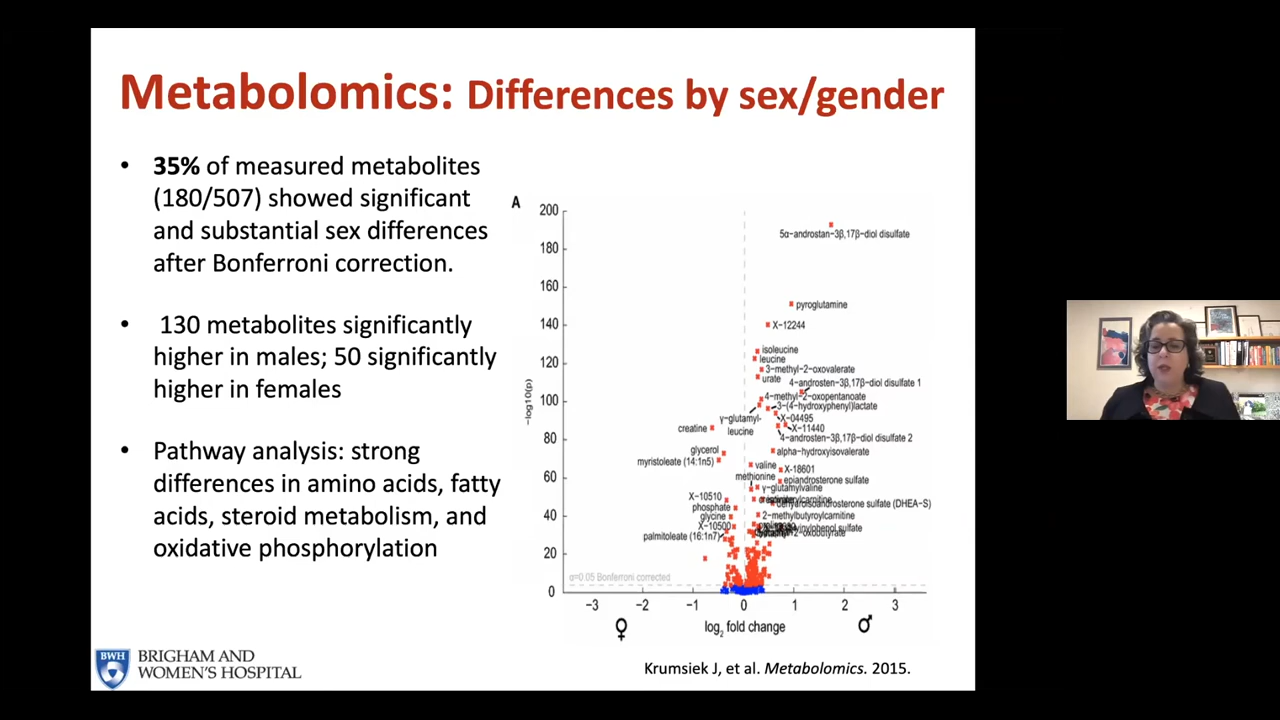 Metabolomics: Differences by sex/gender
• 35% of measured metabolites
(180/507) showed significant
and substantial sex differences
after Bonferroni correction.
• 130 metabolites significantly
higher in males; 50 significantly
higher in females
• Pathway analysis: strong
differences in amino acids, fatty
acids, steroid metabolism, and
oxidative phosphorylation
A
200
180
160
140
120
100
80
60
40
20
0
−log10(p)
5α−androstan−3β,17β−diol disulfate
pyroglutamine
X−12244
isoleucine
leucine
3−methyl−2−oxovalerate
urate
4−androsten−3β,17β−diol disulfate 1
4−methyl−2−oxopentanoate
3−(4−hydroxyphenyl)lactate
γ−glutamyl-
leucine
X−04495
creatine
X−11440
4−androsten−3β,17β−diol disulfate 2
glycerol
alpha−hydroxyisovalerate
myristoleate (14:1n5)
valine
X−18601
methionine
epiandrosterone sulfate
γ−glutamylvaline
X−10510
dehydroisoandrosterone sulfate (DHEA−S)
phosphate
glycine
2−methylbutyroylcarnitine
X−10500
palmitoleate (16:1n7)
α=0.05 Bonferroni corrected
−3 −2 −1 0 1 2 3
♀ log2 fold change ♂
BWH
BRIGHAM AND
WOMEN'S HOSPITAL
Krumsiek J, et al. Metabolomics. 2015.